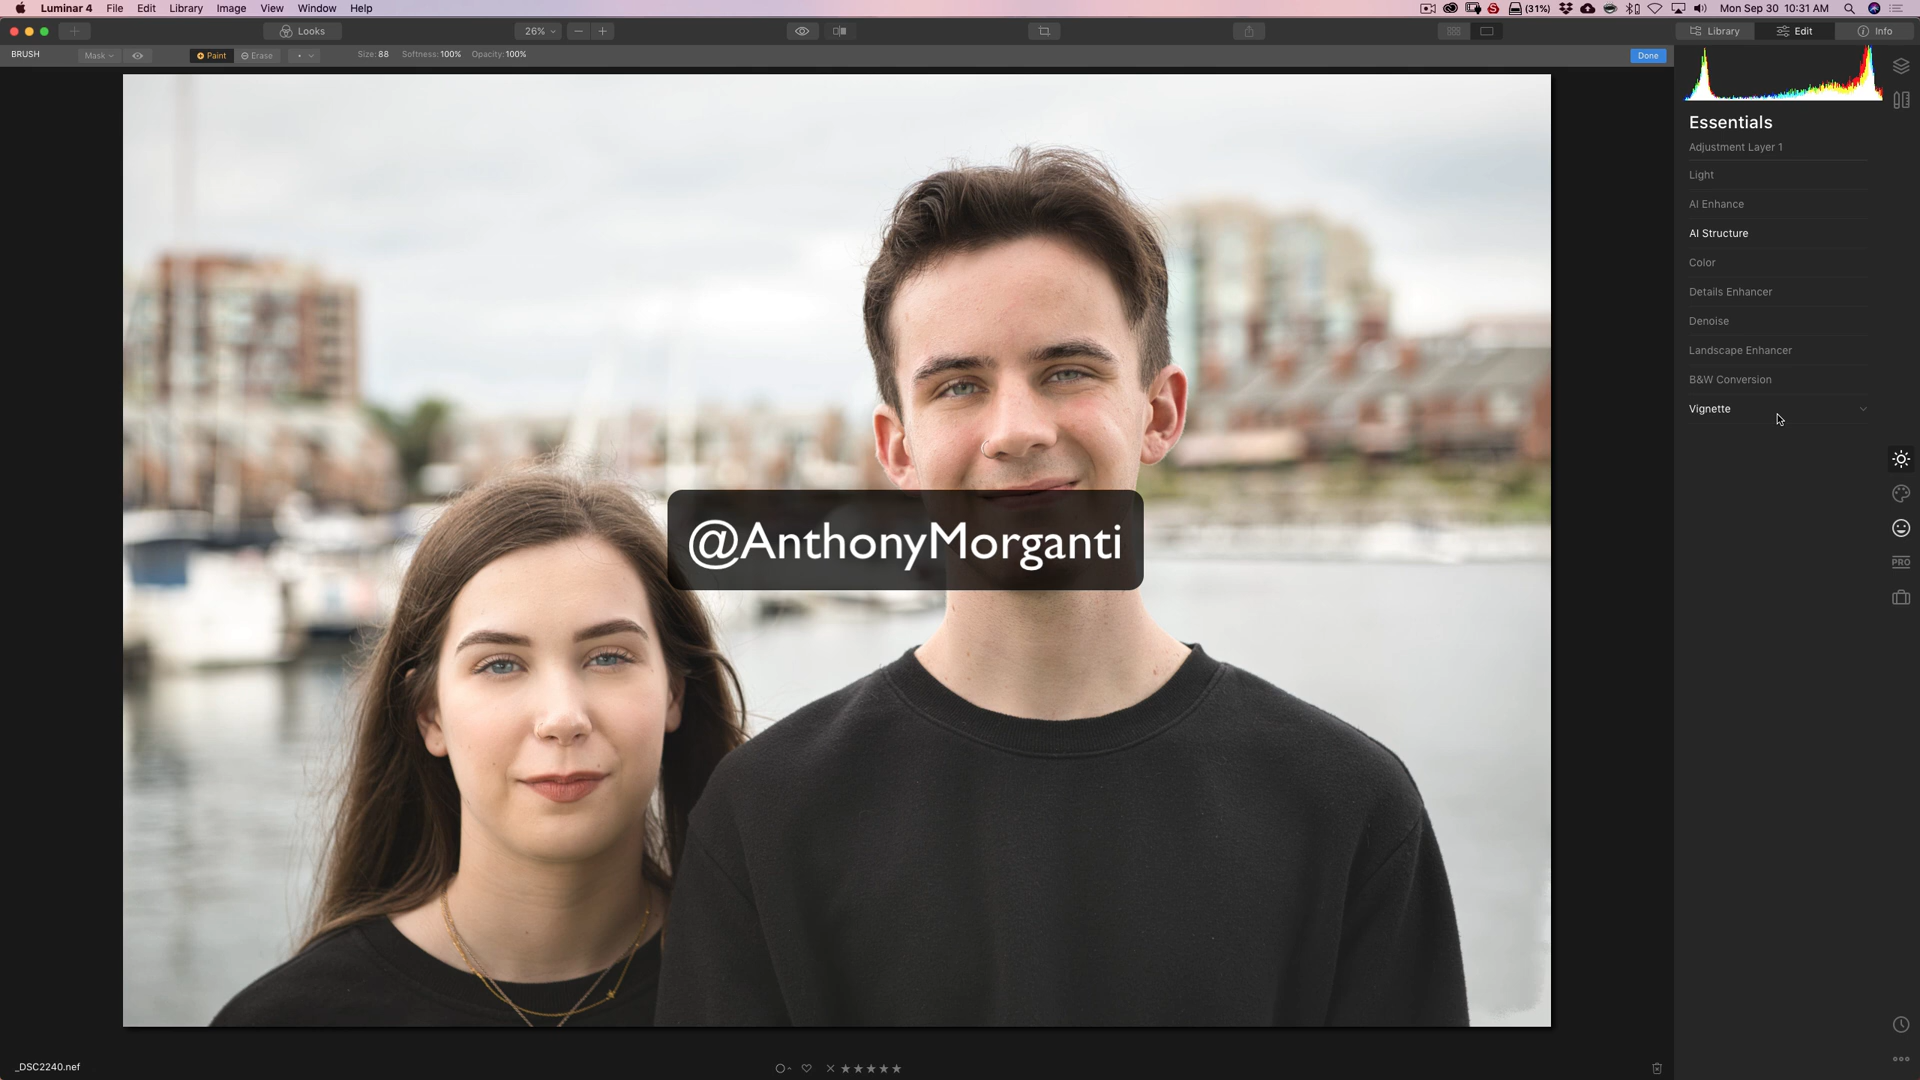 Luminar 4 File Edit Library Image View Window Help (31%) Mon Sep 30 10:31 AM
Looks 26% Library Edit Info
BRUSH Mask Paint Erase Size: 88 Softness: 100% Opacity: 100% Done
Essentials
Adjustment Layer 1
Light
AI Enhance
AI Structure
Color
Details Enhancer
Denoise
Landscape Enhancer
B&W Conversion
Vignette
@AnthonyMorganti
PRO
_DSC2240.nef